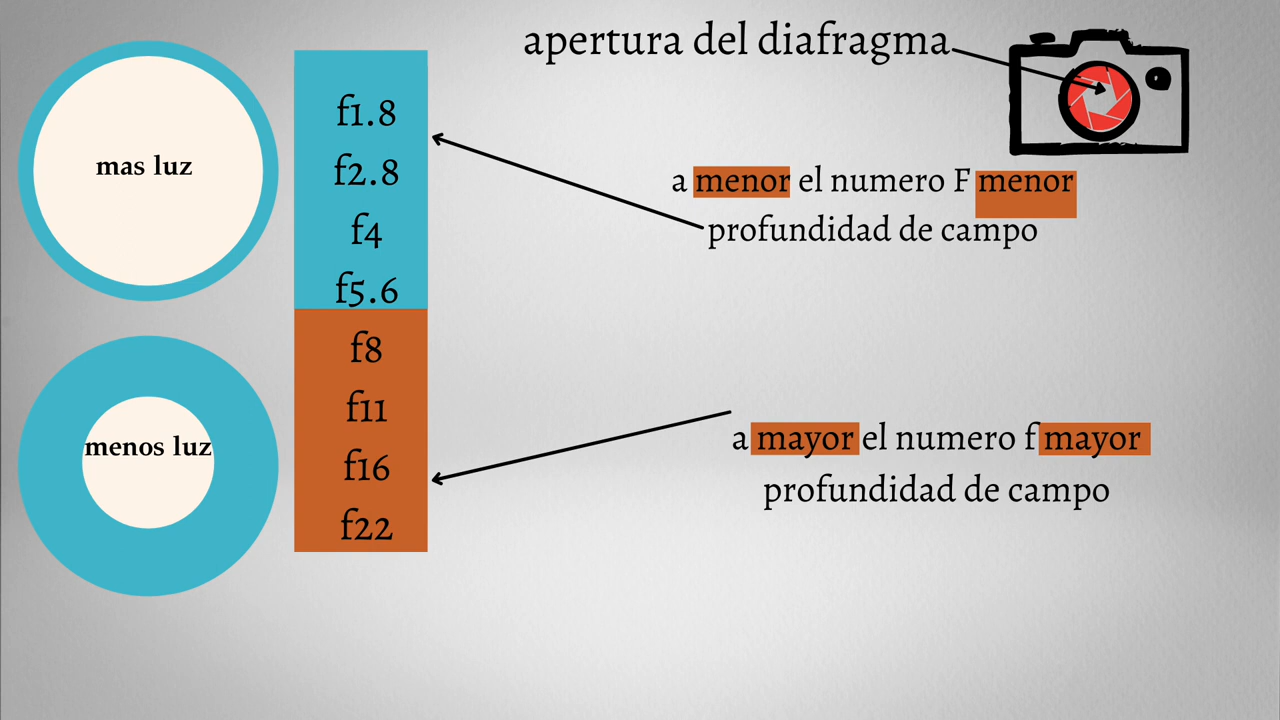 apertura del diafragma
mas luz
f1.8
f2.8
f4
f5.6
f8
f11
f16
f22
menos luz
a menor el numero F menor
profundidad de campo
a mayor el numero f mayor
profundidad de campo